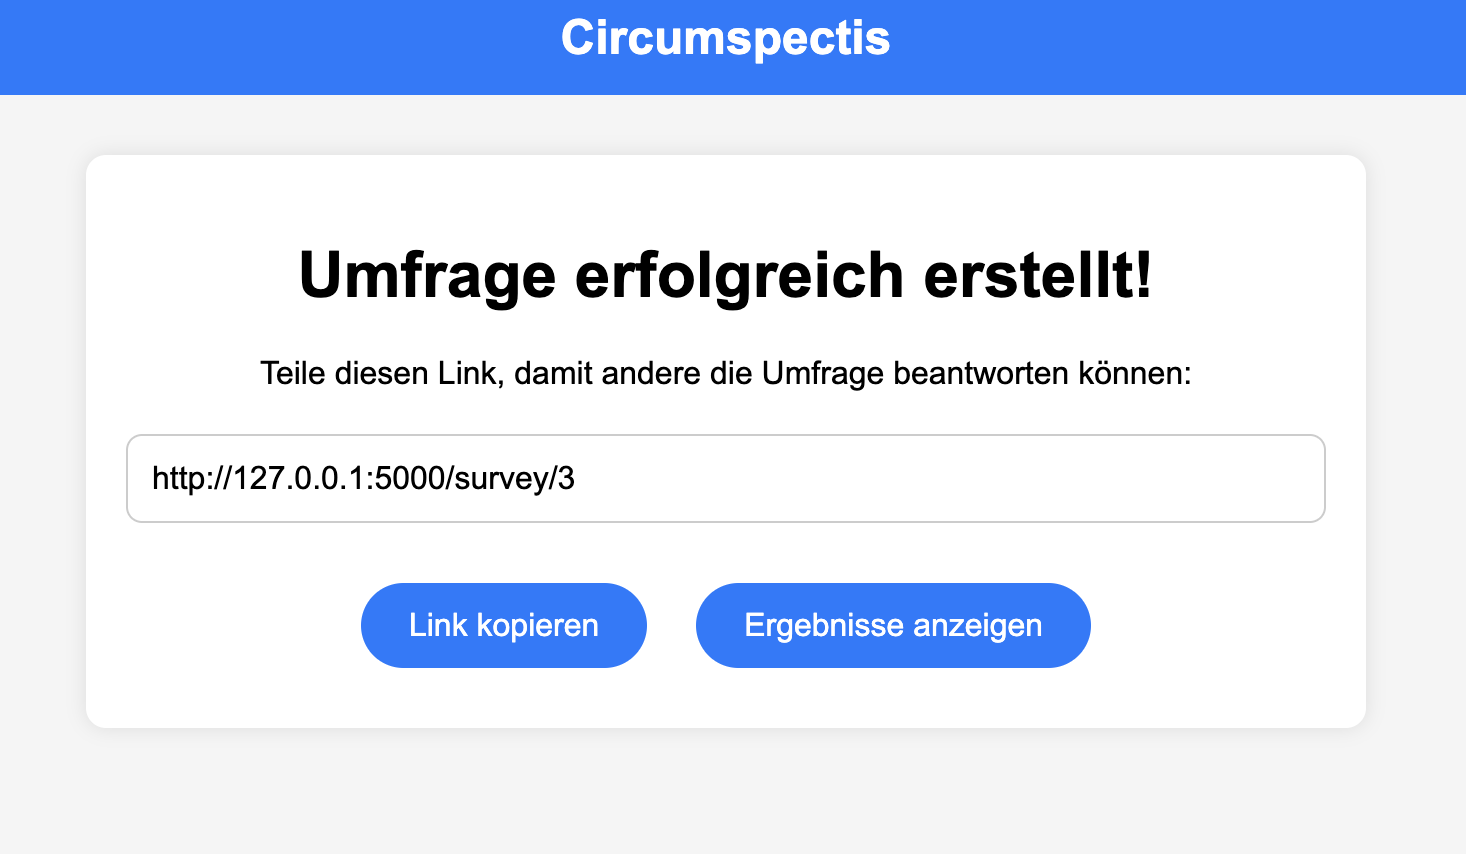 Circumspectis
Umfrage erfolgreich erstellt!
Teile diesen Link, damit andere die Umfrage beantworten können:
http://127.0.0.1:5000/survey/3
Link kopieren
Ergebnisse anzeigen